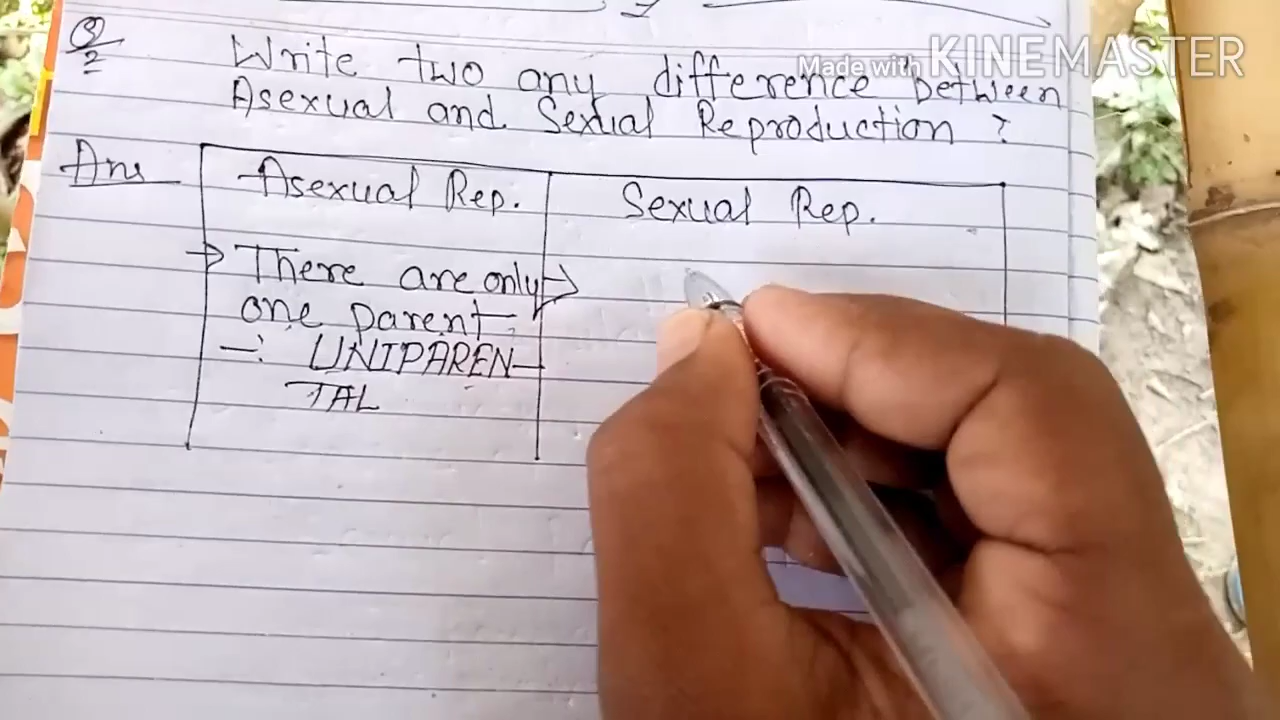 Made with KINEMASTER
Q
2
Write two any difference between
Asexual and Sexual Reproduction ?
Ans
Asexual Rep.
Sexual Rep.
→ There are only
one parent.
-: UNIPAREN-
TAL
→